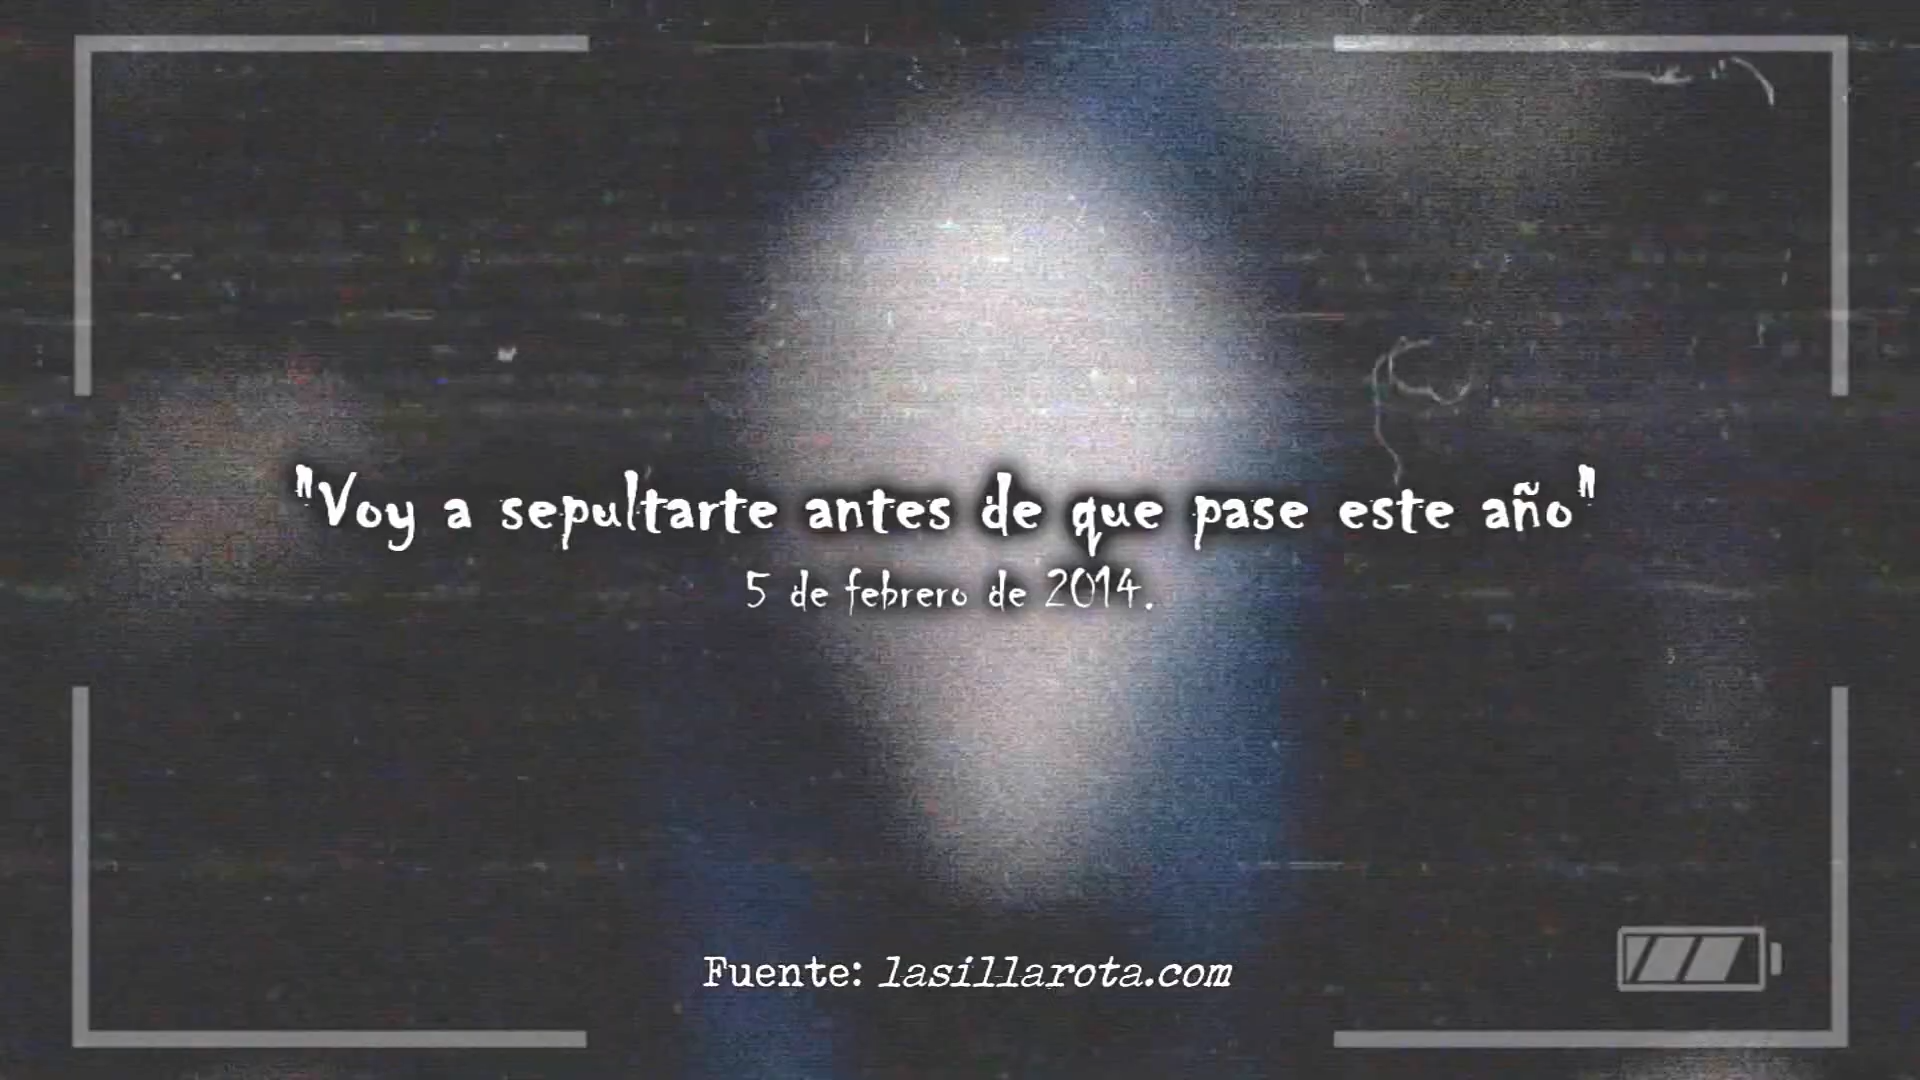 "Voy a sepultarte antes de que pase este año"
5 de febrero de 2014.
Fuente: lasillarota.com